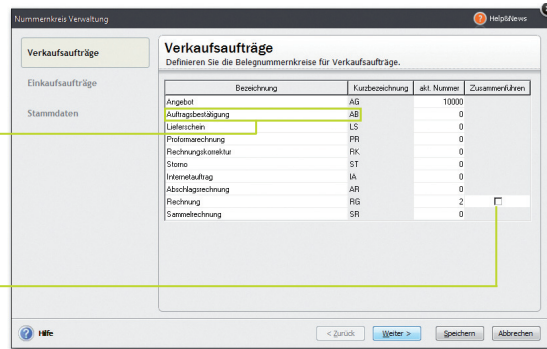 Nummernkreis Verwaltung
Help&News
Verkaufsaufträge
Einkaufsaufträge
Stammdaten
Verkaufsaufträge
Definieren Sie die Belegnummernkreise für Verkaufsaufträge.
Bezeichnung Kurzbezeichnung akt. Nummer Zusammenführen
Angebot AG 10000
Auftragsbestätigung AB 0
Lieferschein LS 0
Proformarechnung PR 0
Rechnungskorrektur RK 0
Storno ST 0
Internetauftrag IA 0
Abschlagsrechnung AR 0
Rechnung RG 2
Sammelrechnung SR 0
Hilfe
< Zurück Weiter > Speichern Abbrechen